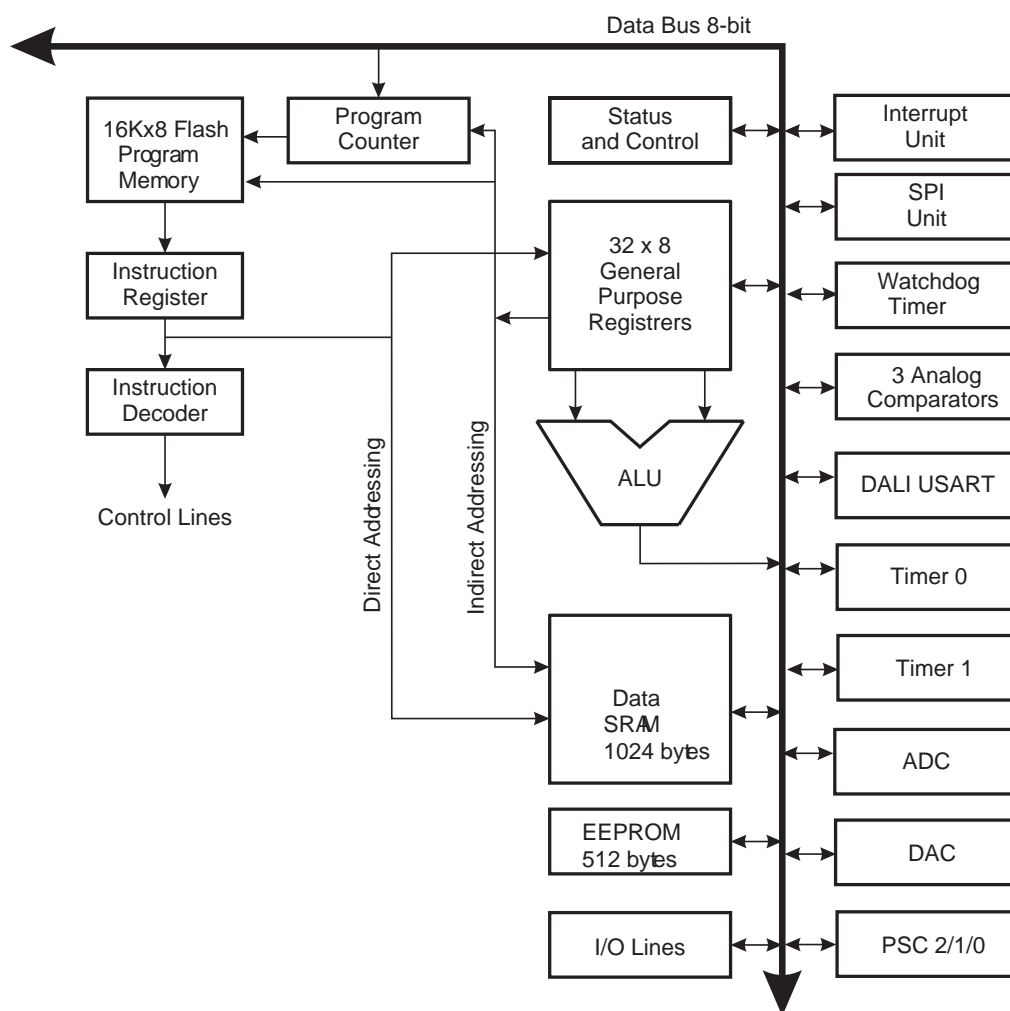 Data Bus 8-bit
16Kx8 Flash
Program
Memory
Program
Counter
Status
and Control
Interrupt
Unit
SPI
Unit
Instruction
Register
32 x 8
General
Purpose
Registrers
Watchdog
Timer
Instruction
Decoder
3 Analog
Comparators
Control Lines
Direct Addressing
Indirect Addressing
ALU
DALI USART
Timer 0
Data
SRAM
1024 bytes
Timer 1
ADC
EEPROM
512 bytes
DAC
I/O Lines
PSC 2/1/0